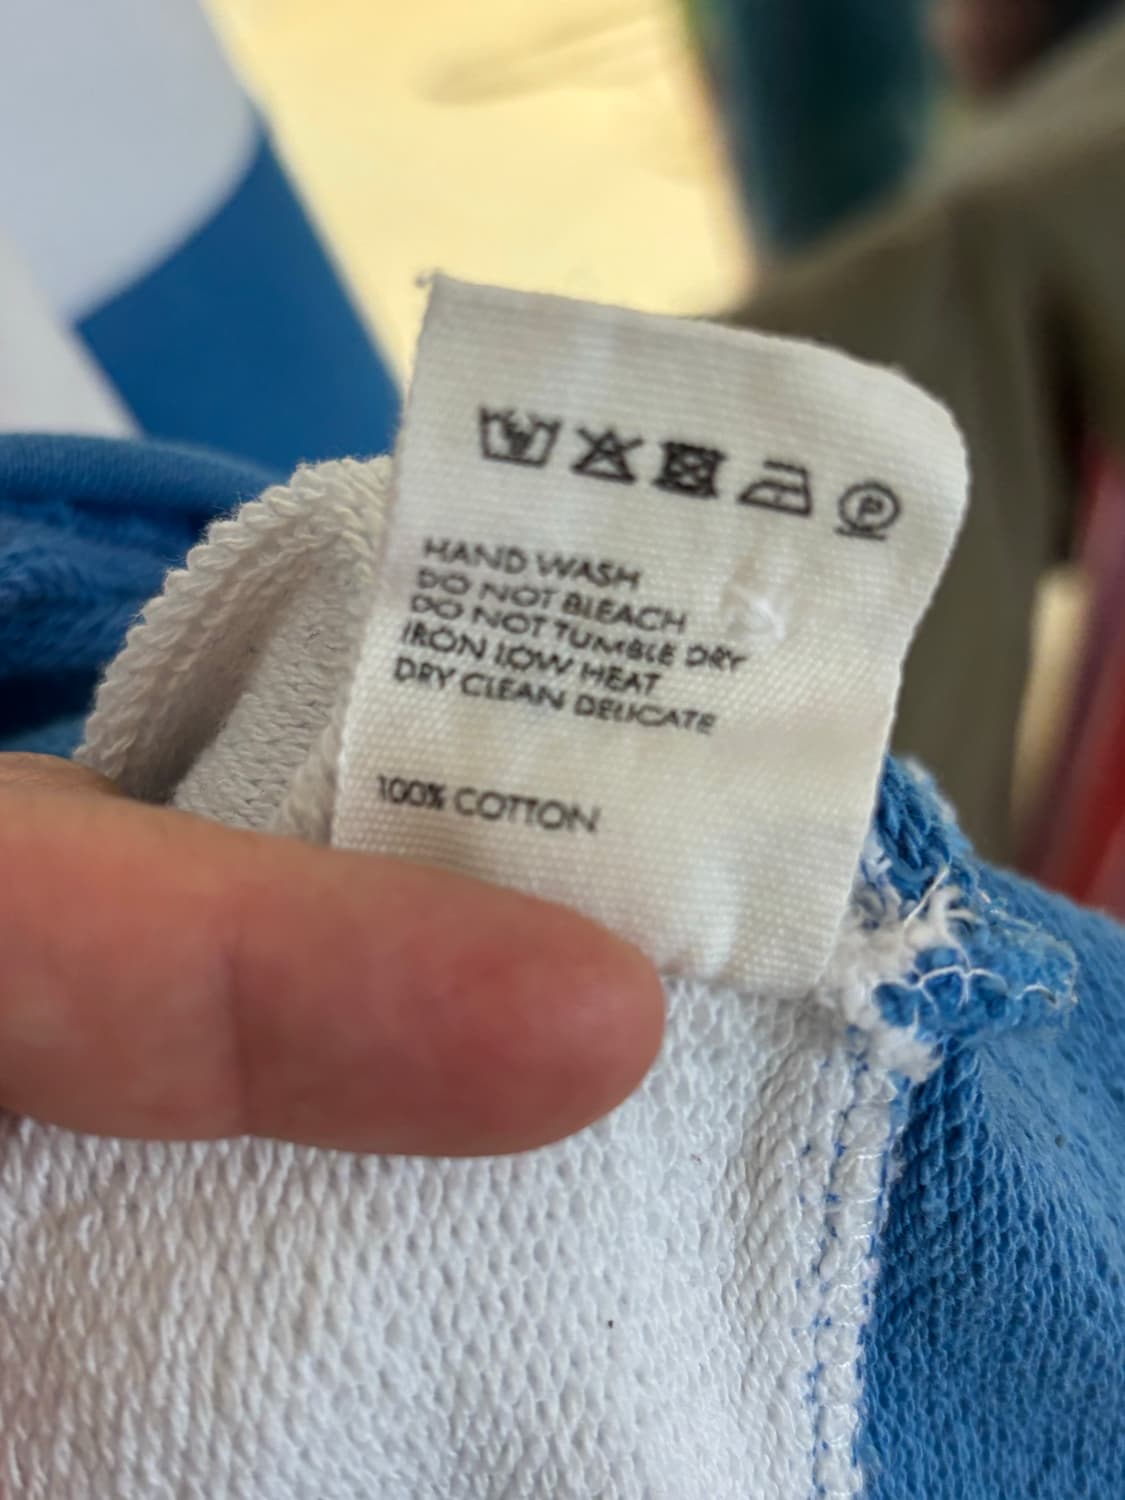 P
HAND WASH
DO NOT BLEACH
DO NOT TUMBLE DRY
IRON LOW HEAT
DRY CLEAN DELICATE
100% COTTON